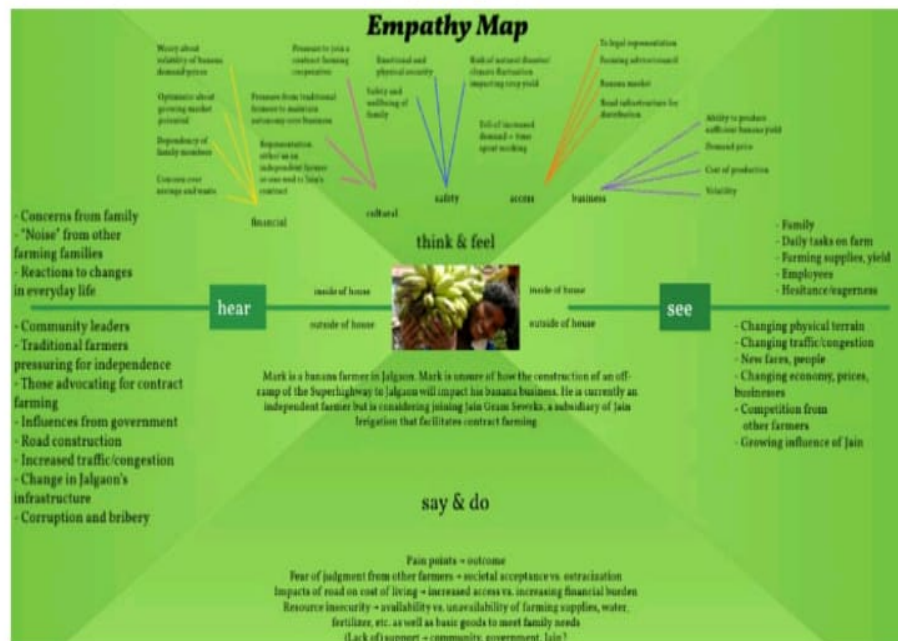 Empathy Map
Worry about
volatility of banana
demand/prices
Optimistic about
growing market
potential
Dependency of
family members
Concern over
savings and waste
financial
Pressure to join a
contract farming
cooperative
Pressure from traditional
farmers to maintain
autonomy over business
Representation
either as an
independent farmer
or one tied to Jain's
contract
cultural
Emotional and
physical security
Safety and
wellbeing of
family
Risk of natural disaster/
climate fluctuation
impacting crop yield
safety
Toll of increased
demand + time
spent working
To legal representation
Farming advice/council
Banana market
Road infrastructure for
distribution
access
Ability to produce
sufficient banana yield
Demand price
Cost of production
Volatility
business
think & feel
- Concerns from family
- "Noise" from other
farming families
- Reactions to changes
in everyday life
hear
inside of house
outside of house
- Community leaders
- Traditional farmers
pressuring for independence
- Those advocating for contract
farming
- Influences from government
- Road construction
- Increased traffic/congestion
- Change in Jalgaon's
infrastructure
- Corruption and bribery
inside of house
outside of house
see
- Family
- Daily tasks on farm
- Farming supplies, yield
- Employees
- Hesitance/eagerness
- Changing physical terrain
- Changing traffic/congestion
- New faces, people
- Changing economy, prices,
businesses
- Competition from
other farmers
- Growing influence of Jain
Mark is a banana farmer in Jalgaon. Mark is unsure of how the construction of an off-
ramp of the Superhighway to Jalgaon will impact his banana business. He is currently an
independent farmer but is considering joining Jain Gram Sewoks, a subsidiary of Jain
Irrigation that facilitates contract farming
say & do
Pain points → outcome
Fear of judgment from other farmers → societal acceptance vs. ostracization
Impacts of road on cost of living → increased access vs. increasing financial burden
Resource insecurity → availability vs. unavailability of farming supplies, water,
fertilizer, etc. as well as basic goods to meet family needs
(Lack of) support → community, government, Jain?